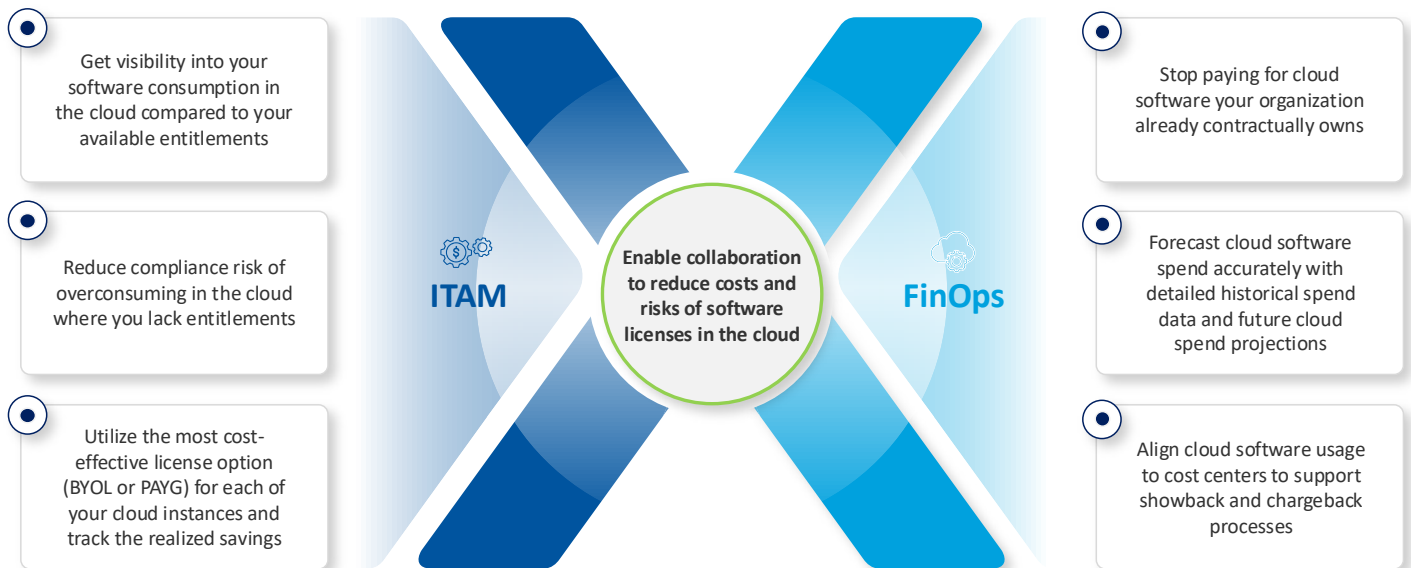 Get visibility into your
software consumption in
the cloud compared to your
available entitlements
Reduce compliance risk of
overconsuming in the cloud
where you lack entitlements
Utilize the most cost-
effective license option
(BYOL or PAYG) for each of
your cloud instances and
track the realized savings
$
ITAM
Enable collaboration
to reduce costs and
risks of software
licenses in the cloud
FinOps
Stop paying for cloud
software your organization
already contractually owns
Forecast cloud software
spend accurately with
detailed historical spend
data and future cloud
spend projections
Align cloud software usage
to cost centers to support
showback and chargeback
processes